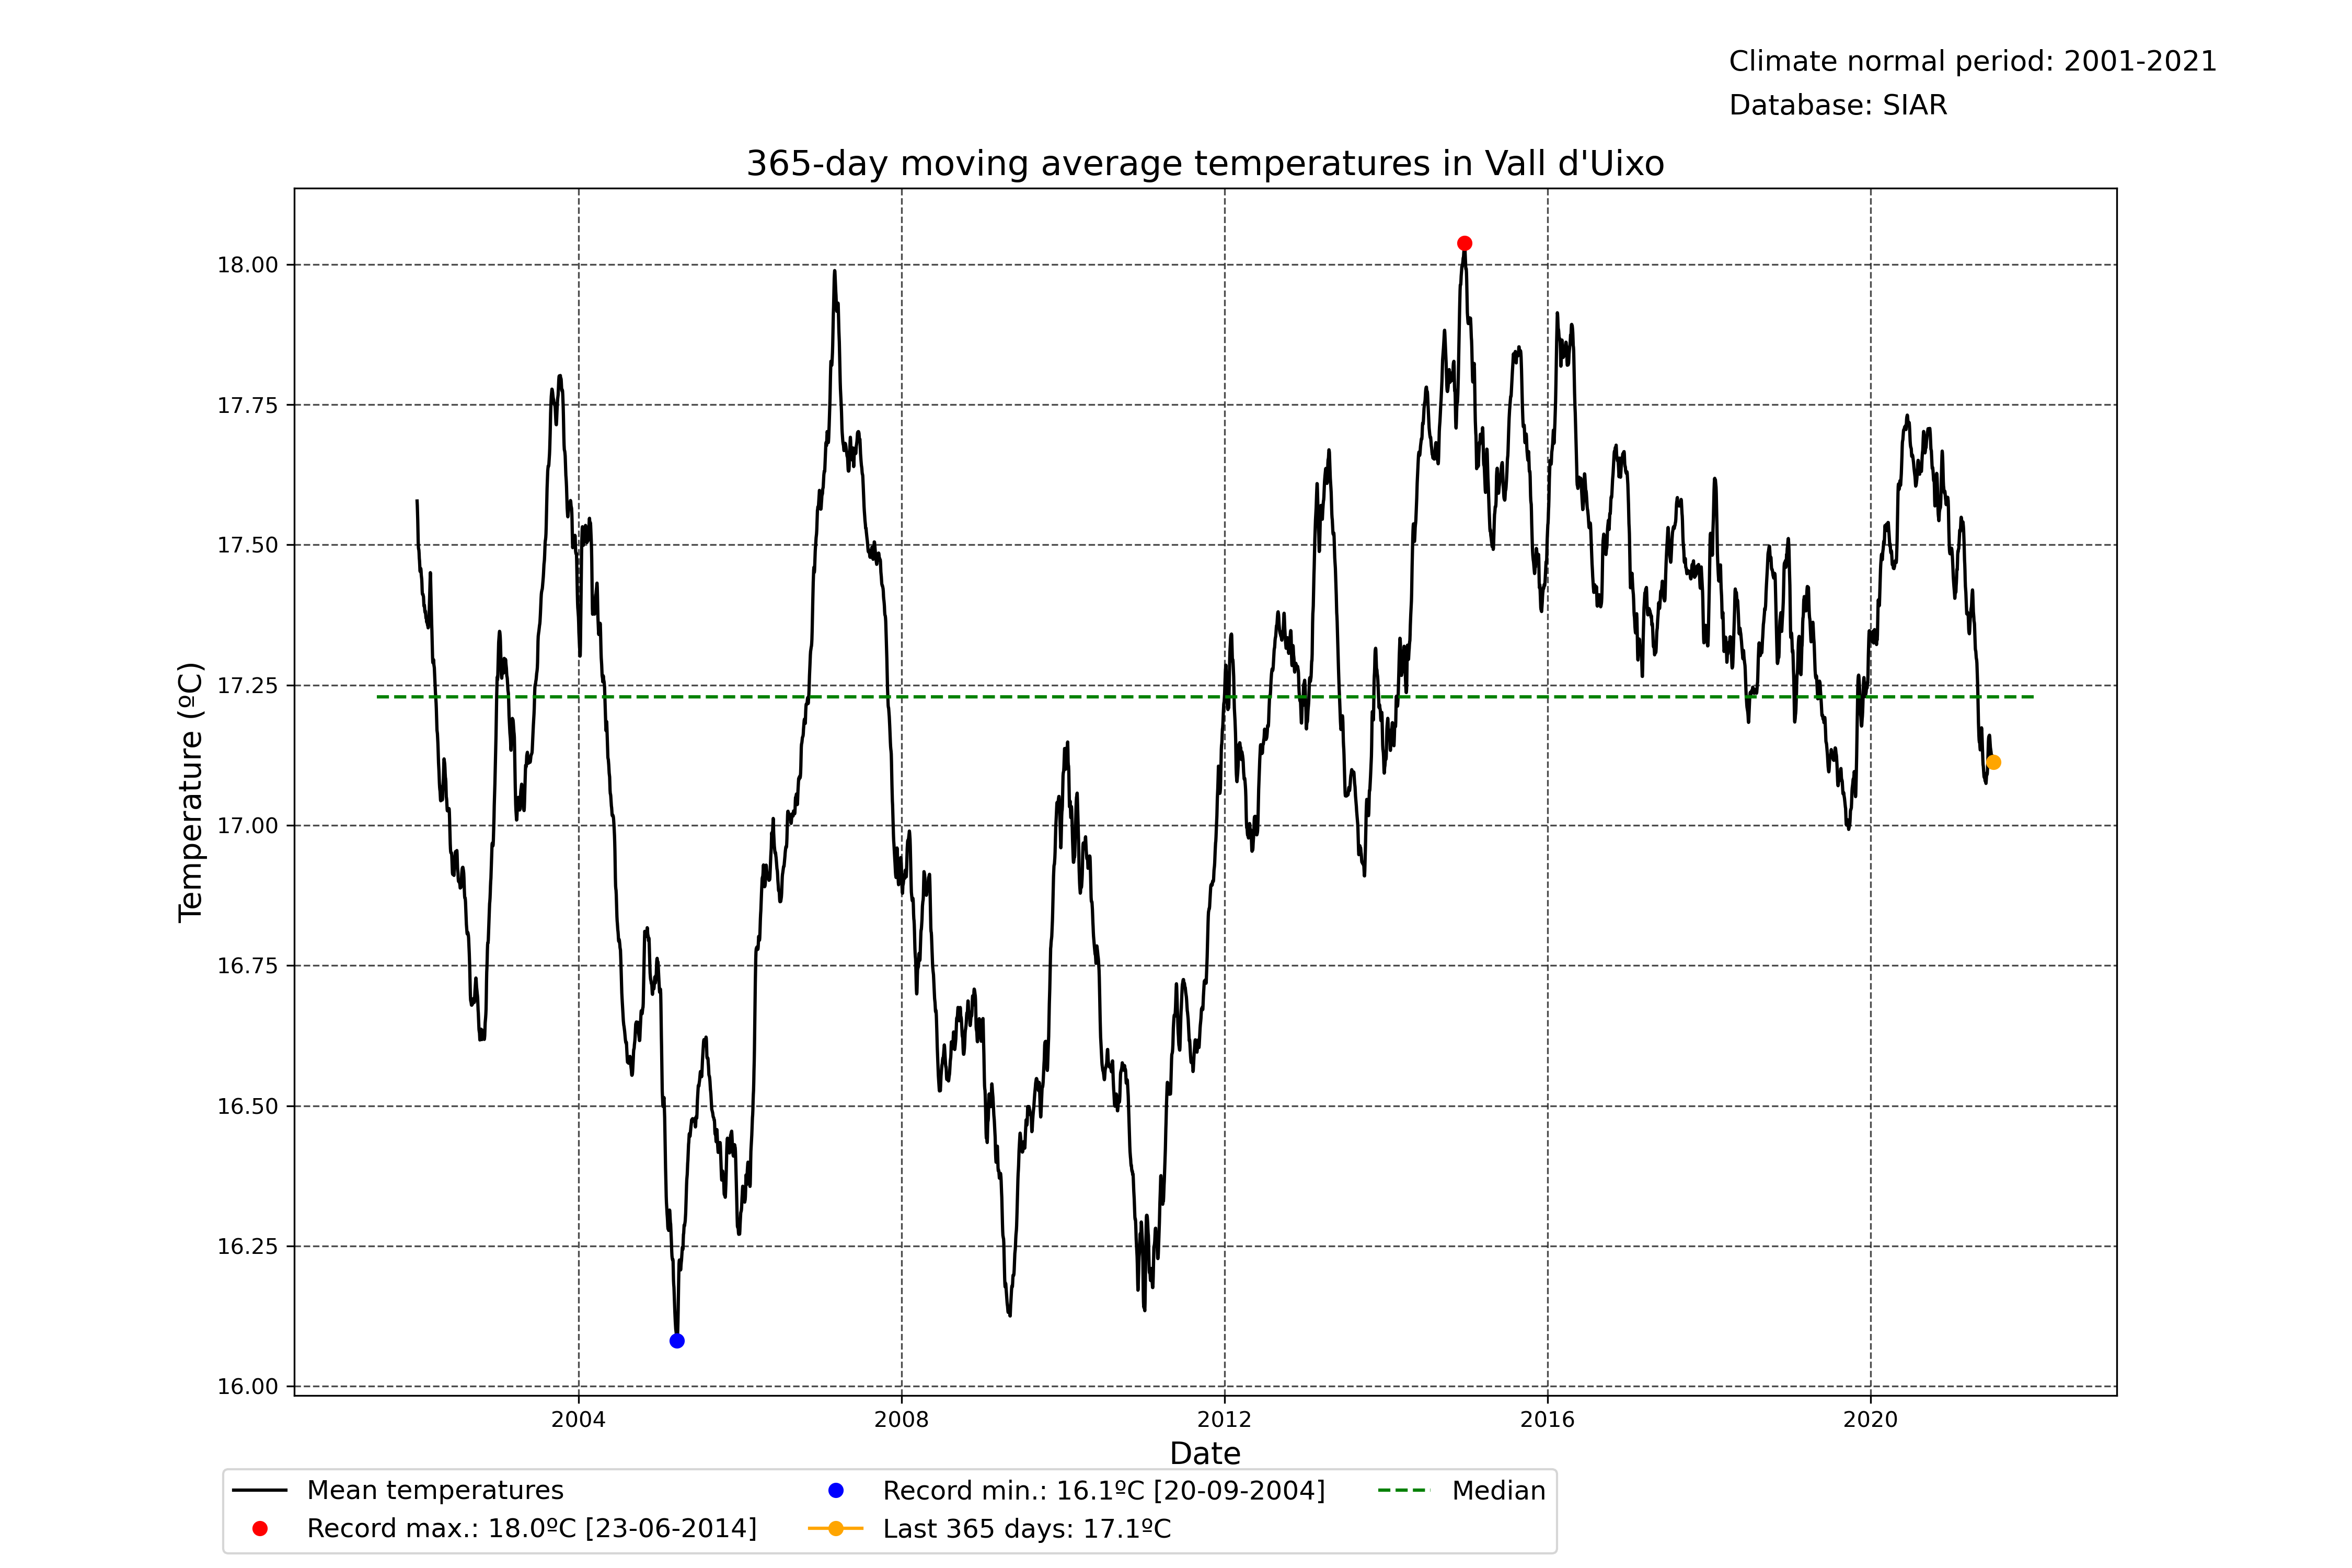 Climate normal period: 2001-2021
Database: SIAR
365-day moving average temperatures in Vall d'Uixo
Temperature (ºC)
18.00
17.75
17.50
17.25
17.00
16.75
16.50
16.25
16.00
2004 2008 2012 2016 2020
Date
Mean temperatures
Record max.: 18.0ºC [23-06-2014]
Record min.: 16.1ºC [20-09-2004]
Last 365 days: 17.1ºC
Median